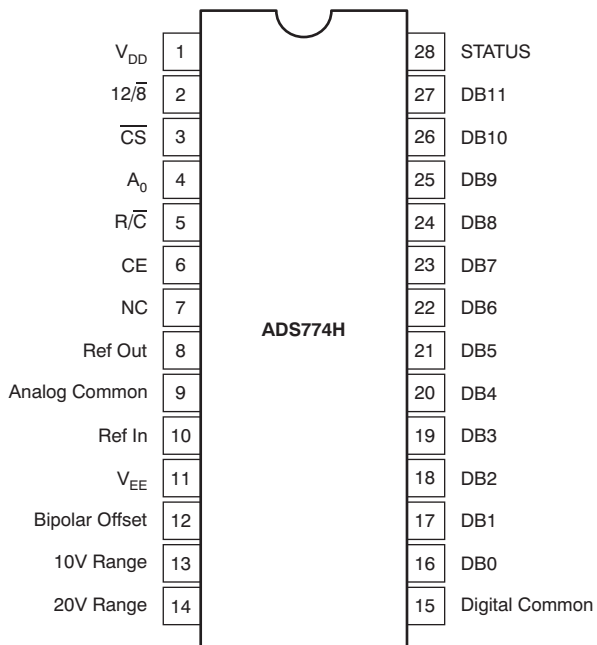 V_DD 1
12/8̅ 2
C̅S̅ 3
A_0 4
R/C̅ 5
CE 6
NC 7
Ref Out 8
Analog Common 9
Ref In 10
V_EE 11
Bipolar Offset 12
10V Range 13
20V Range 14
ADS774H
28 STATUS
27 DB11
26 DB10
25 DB9
24 DB8
23 DB7
22 DB6
21 DB5
20 DB4
19 DB3
18 DB2
17 DB1
16 DB0
15 Digital Common